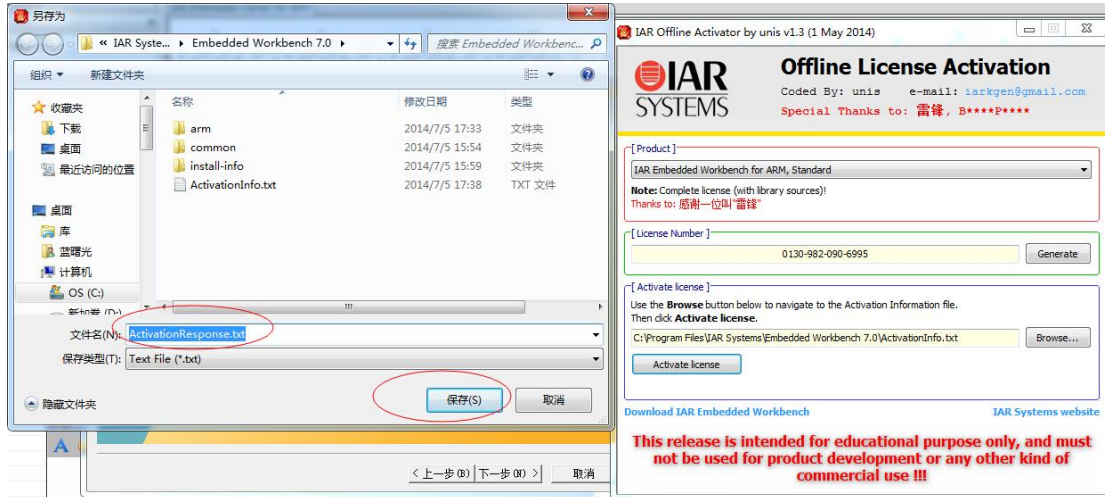 另存为
« IAR Syste... ▸ Embedded Workbench 7.0 ▸
搜索 Embedded Workbenc...
组织 新建文件夹
名称 修改日期 类型
收藏夹
下载
桌面
最近访问的位置
桌面
库
蓝曙光
计算机
OS (C:)
新加卷 (D:)
arm 2014/7/5 17:33 文件夹
common 2014/7/5 15:54 文件夹
install-info 2014/7/5 15:59 文件夹
ActivationInfo.txt 2014/7/5 17:38 TXT 文件
文件名(N): ActivationResponse.txt
保存类型(T): Text File (*.txt)
隐藏文件夹 保存(S) 取消
A
< 上一步(B) 下一步(N) > 取消
IAR Offline Activator by unis v1.3 (1 May 2014)
IAR
SYSTEMS
Offline License Activation
Coded By: unis e-mail: iarkgen@gmail.com
Special Thanks to: 雷锋, B****P****
[ Product ]
IAR Embedded Workbench for ARM, Standard
Note: Complete license (with library sources)!
Thanks to: 感谢一位叫"雷锋"
[ License Number ]
0130-982-090-6995 Generate
[ Activate license ]
Use the Browse button below to navigate to the Activation Information file.
Then click Activate license.
C:\Program Files\IAR Systems\Embedded Workbench 7.0\ActivationInfo.txt Browse...
Activate license
Download IAR Embedded Workbench IAR Systems website
This release is intended for educational purpose only, and must
not be used for product development or any other kind of
commercial use !!!